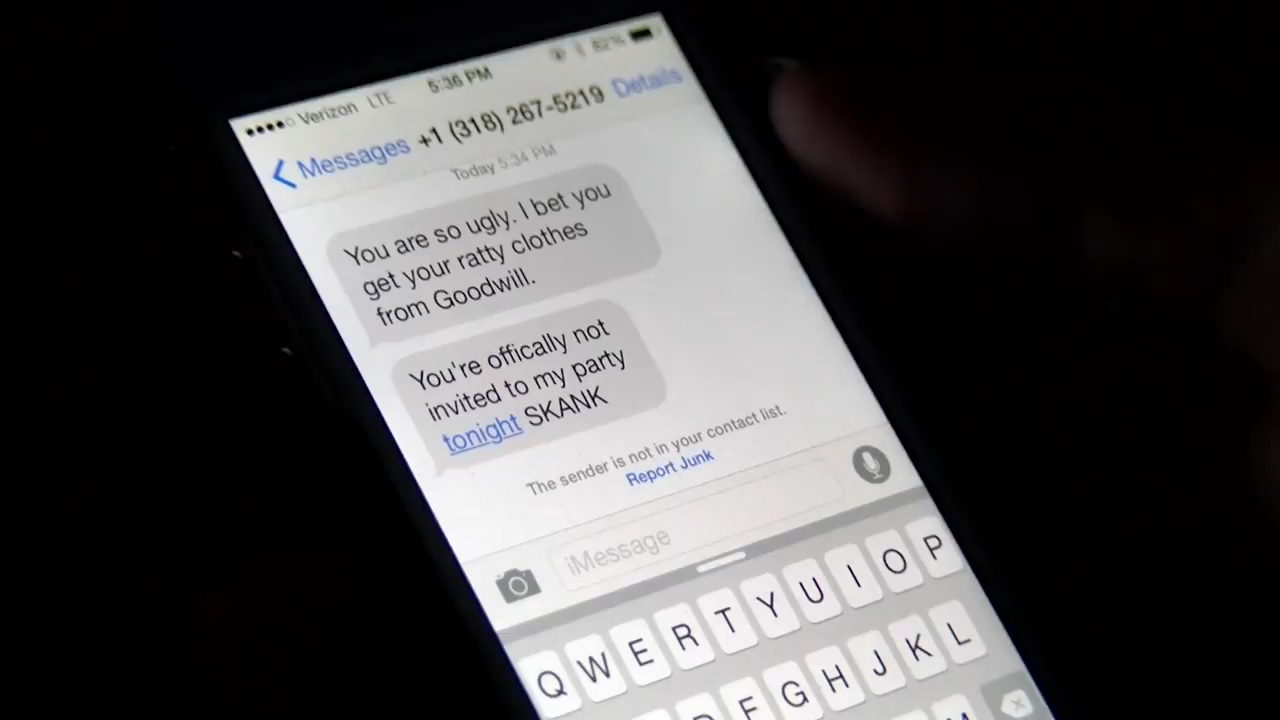 Verizon LTE 5:36 PM 82%
Messages +1 (318) 267-5219 Details
Today 5:34 PM
You are so ugly. I bet you
get your ratty clothes
from Goodwill.
You're offically not
invited to my party
tonight SKANK
The sender is not in your contact list.
Report Junk
iMessage
Q W E R T Y U I O P
F G H J K L
M